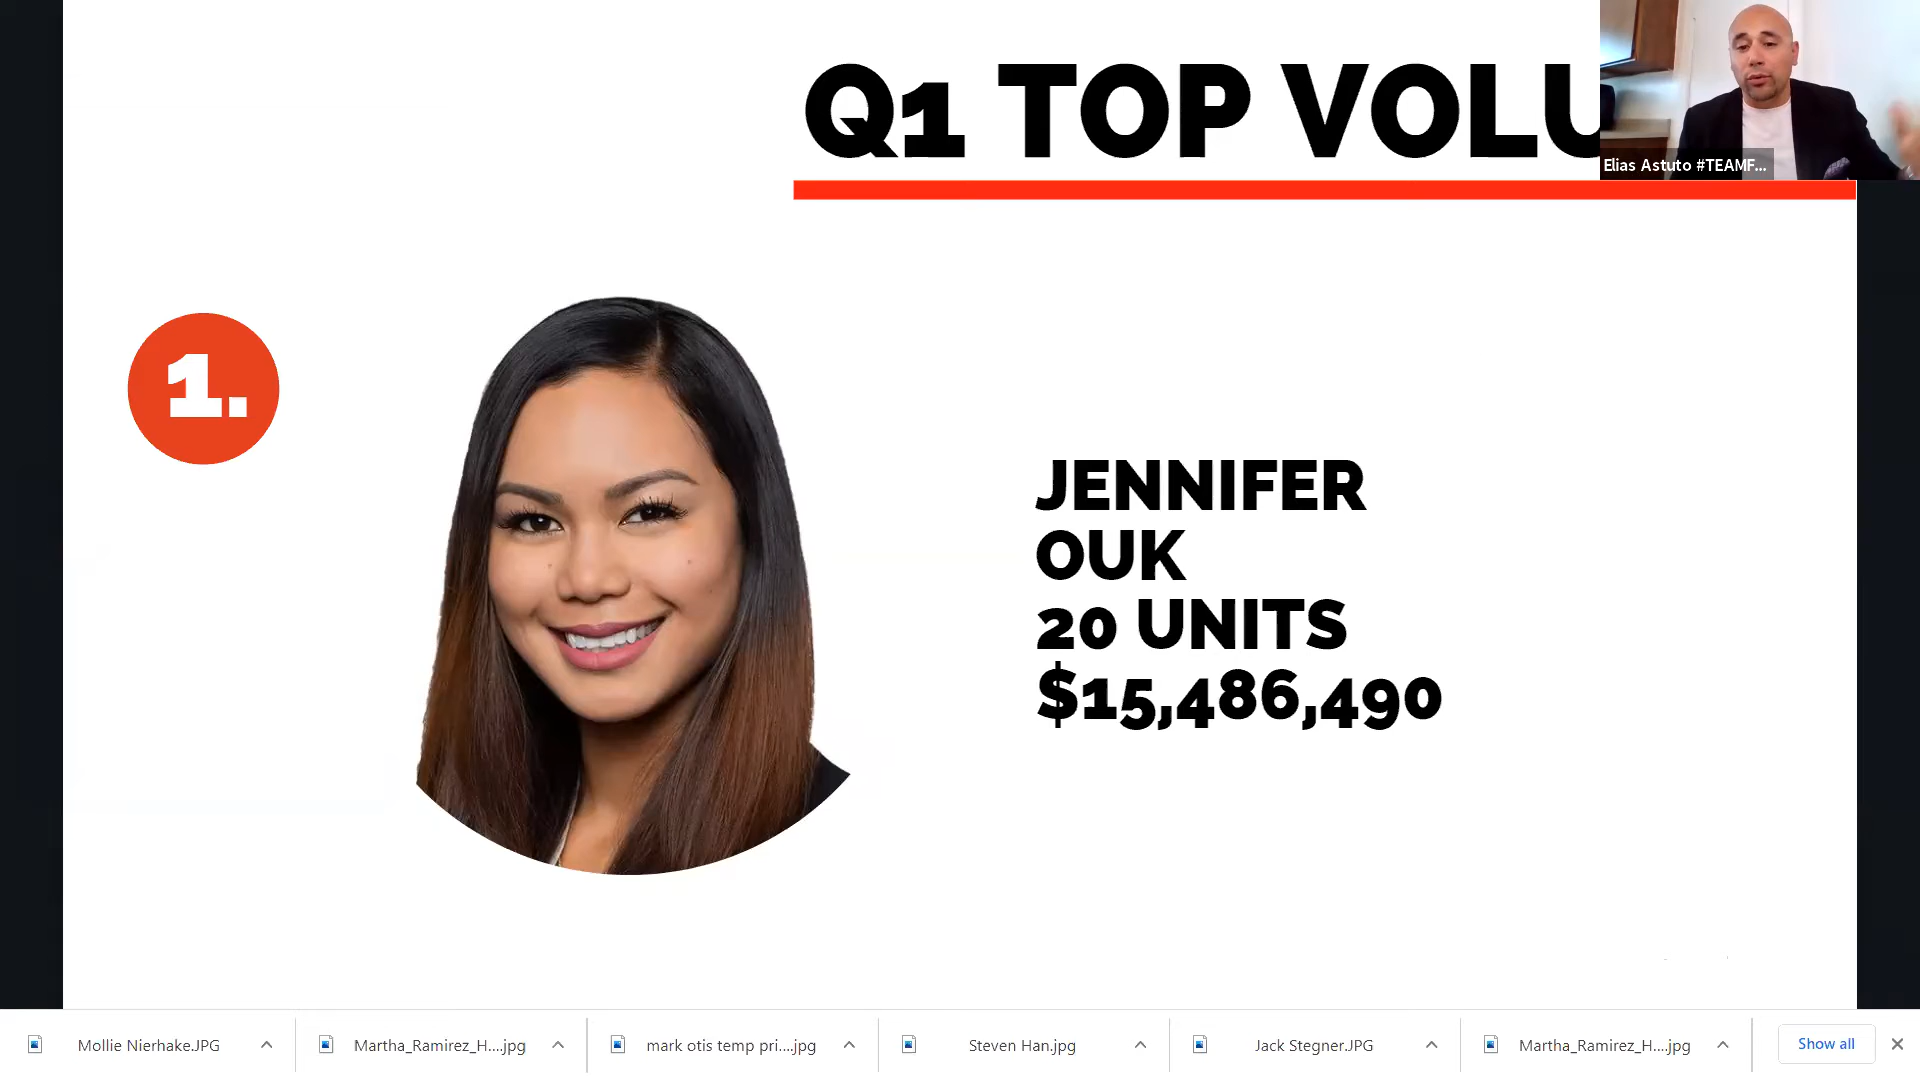 Q1 TOP VOLU
Elias Astuto #TEAMF...
1.
JENNIFER
OUK
20 UNITS
$15,486,490
Mollie Nierhake.JPG
Martha_Ramirez_H....jpg
mark otis temp pri....jpg
Steven Han.jpg
Jack Stegner.JPG
Martha_Ramirez_H....jpg
Show all